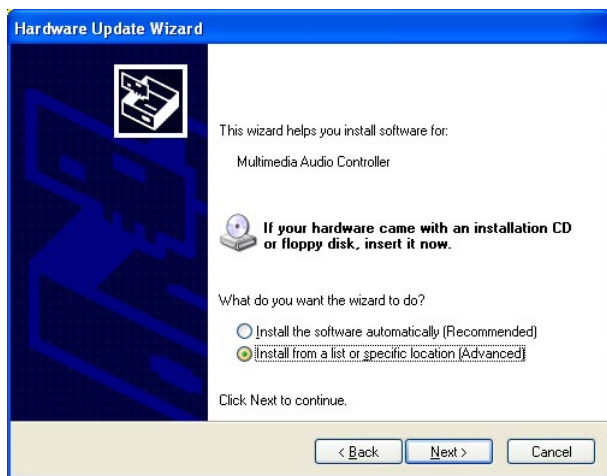 Hardware Update Wizard
This wizard helps you install software for:
Multimedia Audio Controller
If your hardware came with an installation CD
or floppy disk, insert it now.
What do you want the wizard to do?
Install the software automatically (Recommended)
Install from a list or specific location (Advanced)
Click Next to continue.
< Back Next > Cancel